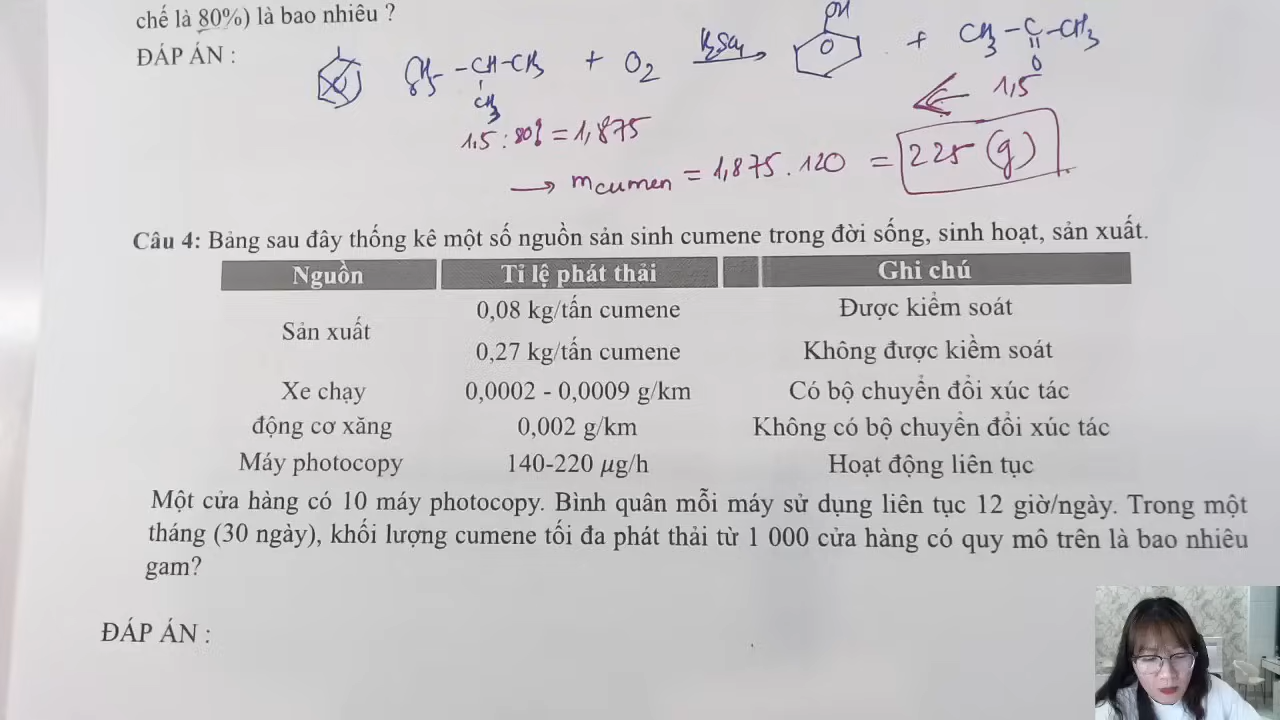 chế là 80%) là bao nhiêu ?
ĐÁP ÁN :
CH3 - CH - CH3 + O2 H2SO4 OH + CH3 - C - CH3
CH3 O
1,5
1,5 : 80% = 1,875
→ mcumen = 1,875 . 120 = 225 (g)
Câu 4: Bảng sau đây thống kê một số nguồn sản sinh cumene trong đời sống, sinh hoạt, sản xuất.
Nguồn Tỉ lệ phát thải Ghi chú
Sản xuất 0,08 kg/tấn cumene Được kiểm soát
0,27 kg/tấn cumene Không được kiểm soát
Xe chạy 0,0002 - 0,0009 g/km Có bộ chuyển đổi xúc tác
động cơ xăng 0,002 g/km Không có bộ chuyển đổi xúc tác
Máy photocopy 140-220 µg/h Hoạt động liên tục
Một cửa hàng có 10 máy photocopy. Bình quân mỗi máy sử dụng liên tục 12 giờ/ngày. Trong một
tháng (30 ngày), khối lượng cumene tối đa phát thải từ 1 000 cửa hàng có quy mô trên là bao nhiêu
gam?
ĐÁP ÁN :